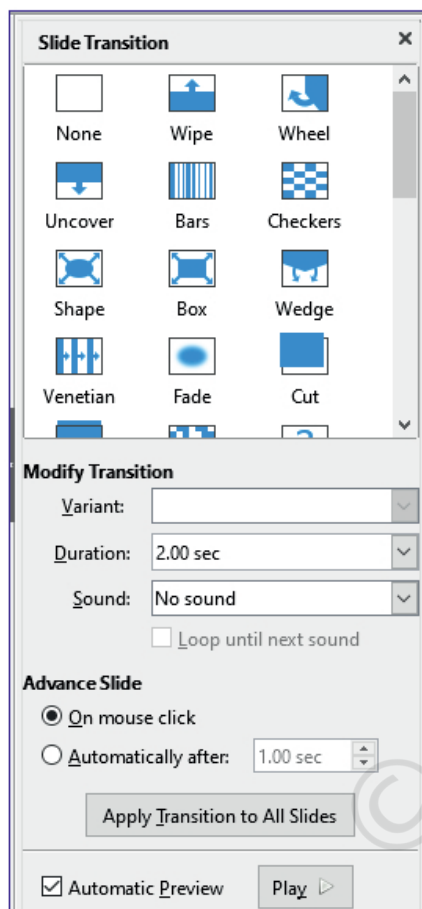 Slide Transition
None Wipe Wheel
Uncover Bars Checkers
Shape Box Wedge
Venetian Fade Cut
Modify Transition
Variant:
Duration: 2.00 sec
Sound: No sound
Loop until next sound
Advance Slide
On mouse click
Automatically after: 1.00 sec
Apply Transition to All Slides
Automatic Preview Play